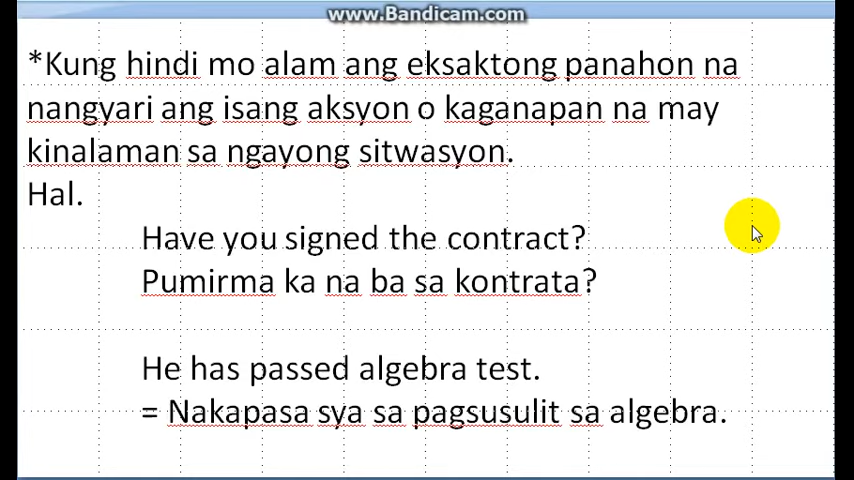 www.Bandicam.com
*Kung hindi mo alam ang eksaktong panahon na
nangyari ang isang aksyon o kaganapan na may
kinalaman sa ngayong sitwasyon.
Hal.
Have you signed the contract?
Pumirma ka na ba sa kontrata?
He has passed algebra test.
= Nakapasa sya sa pagsusulit sa algebra.